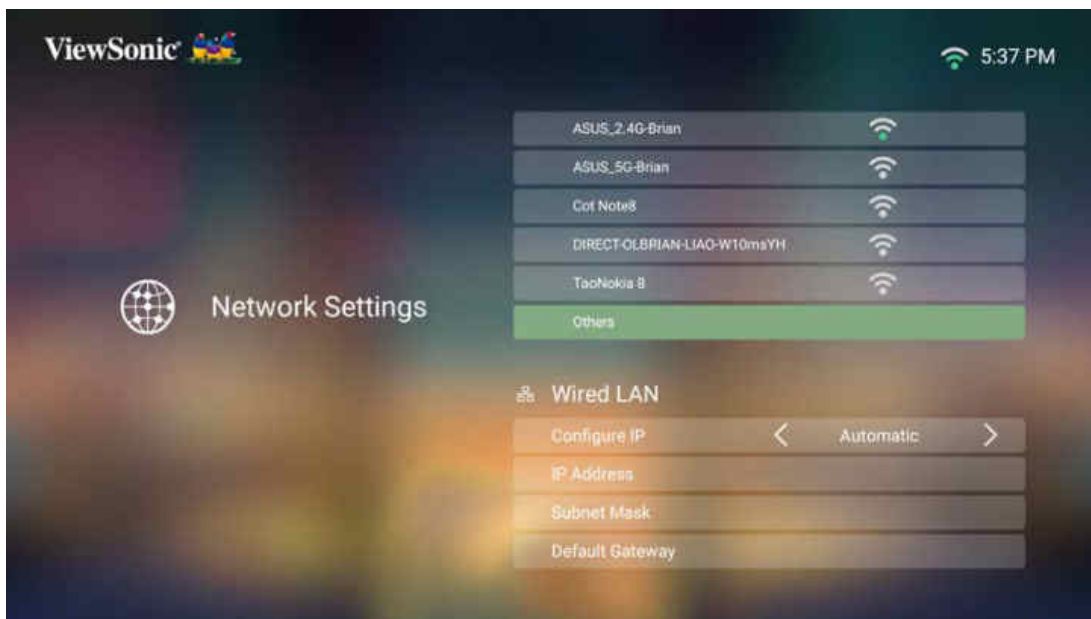 ViewSonic
5:37 PM
ASUS_2.4G-Brian
ASUS_5G-Brian
Cot Note8
DIRECT-OLBRIAN-LIAO-W10msYH
TaoNokia 8
Network Settings
Others
Wired LAN
Configure IP < Automatic >
IP Address
Subnet Mask
Default Gateway